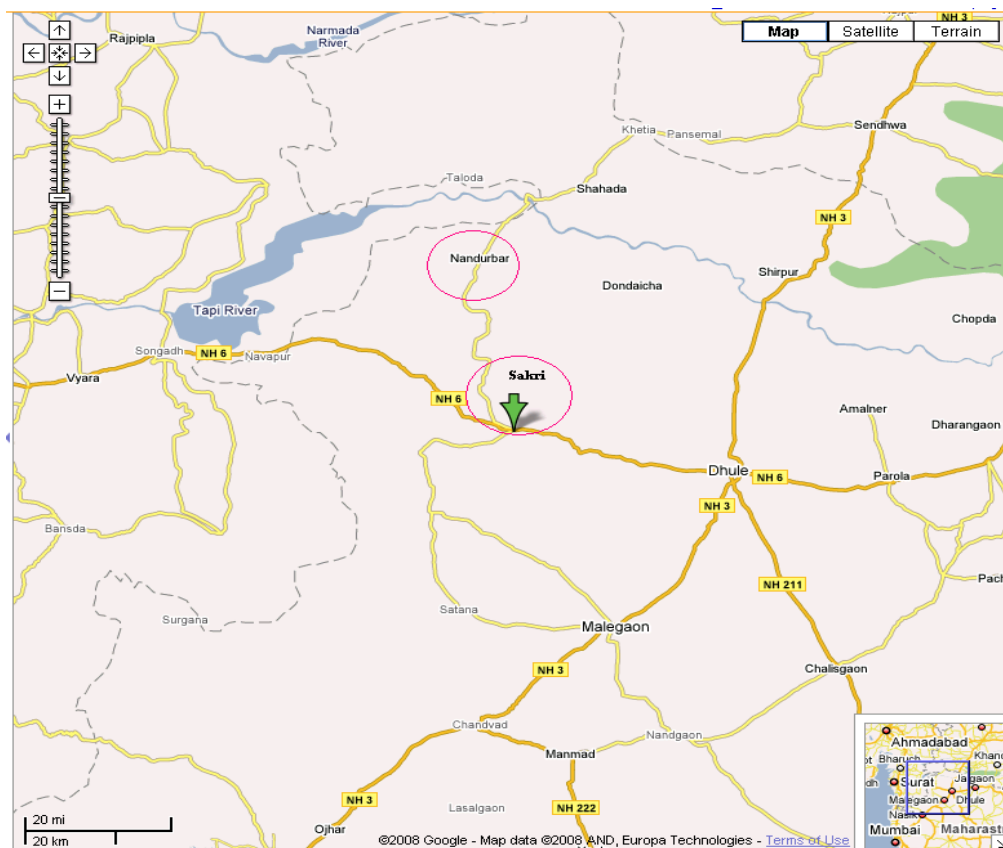 NH 3
Rajpipla
Narmada
River
Map
Satellite
Terrain
Sendhwa
Khetia
Pansemal
Taloda
Shahada
NH 3
Nandurbar
Shirpur
Dondaicha
Tapi River
Chopda
Songadh
NH 6
Navapur
Vyara
Sakri
NH 6
Amalner
Dharangaon
Dhule
NH 6
Parola
NH 3
Bansda
NH 211
Pach
Satana
Surgana
Malegaon
NH 3
Chalisgaon
Chandvad
Nandgaon
Manmad
Ahmadabad
Bharuch
Khand
Surat
Jalgaon
Malegaon
Dhule
Nasik
Mumbai
Maharast
NH 3
Lasalgaon
NH 222
20 mi
20 km
Ojhar
©2008 Google - Map data ©2008 AND, Europa Technologies - Terms of Use